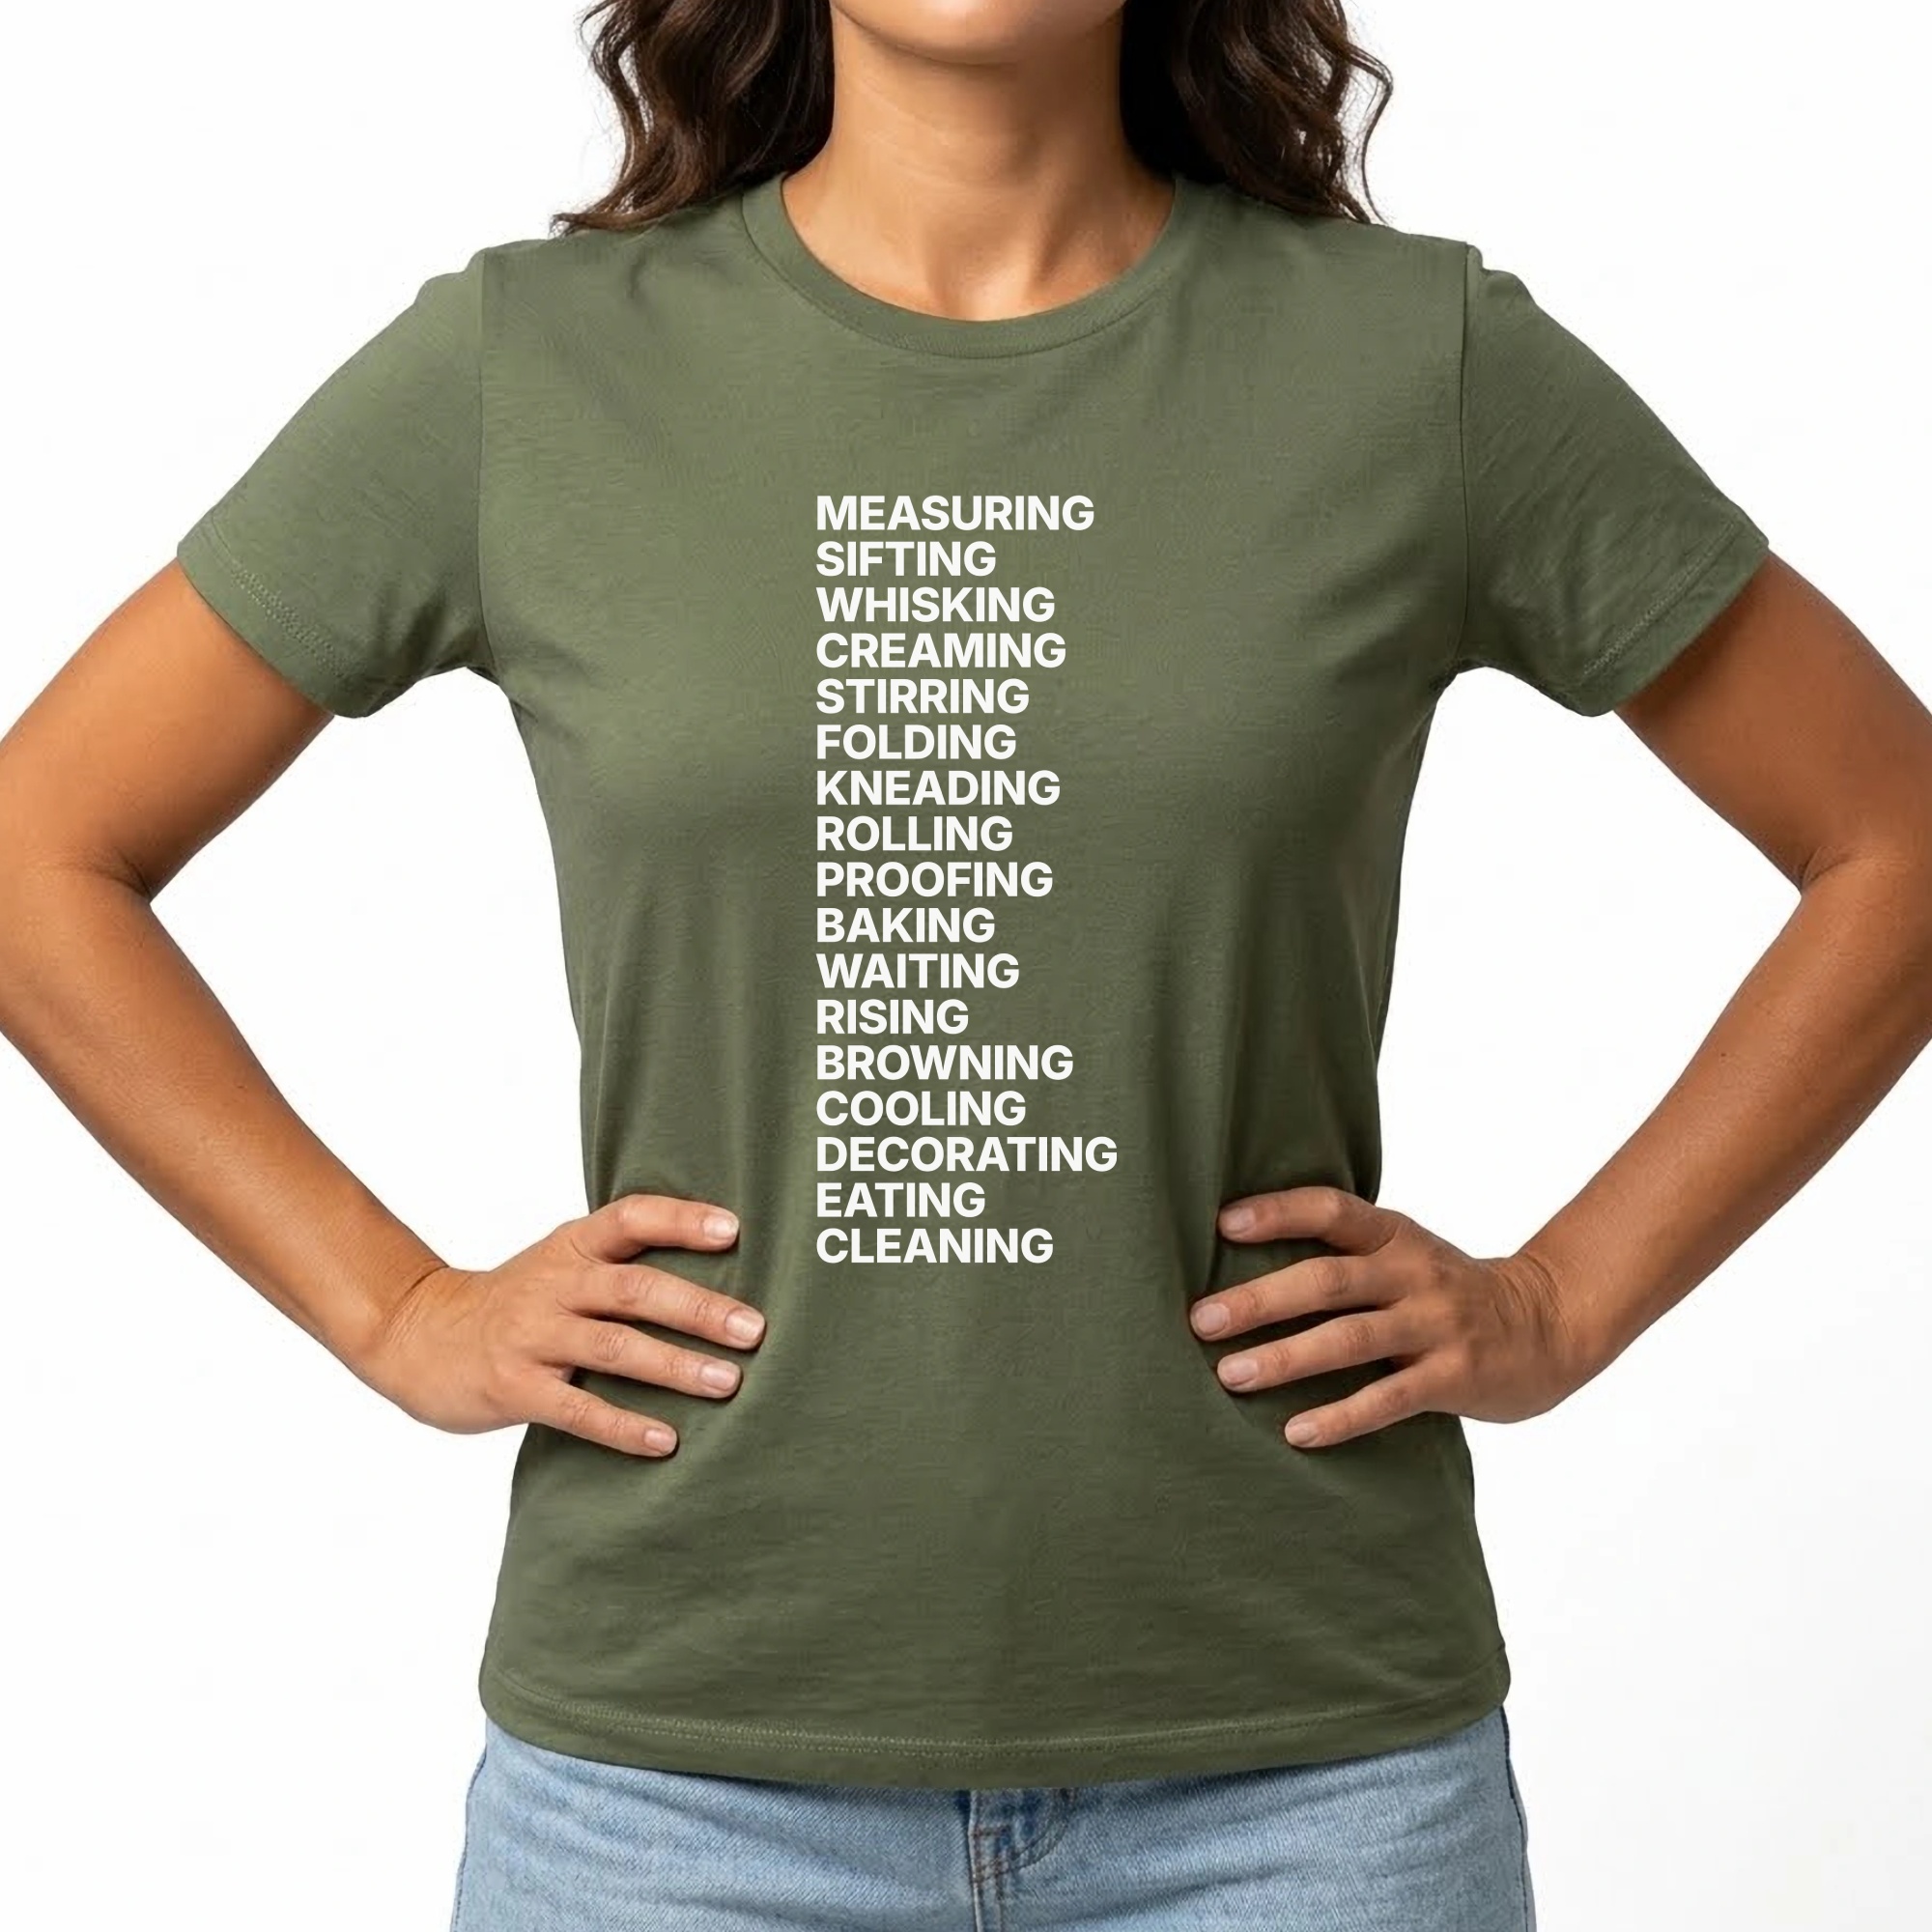 MEASURING
SIFTING
WHISKING
CREAMING
STIRRING
FOLDING
KNEADING
ROLLING
PROOFING
BAKING
WAITING
RISING
BROWNING
COOLING
DECORATING
EATING
CLEANING